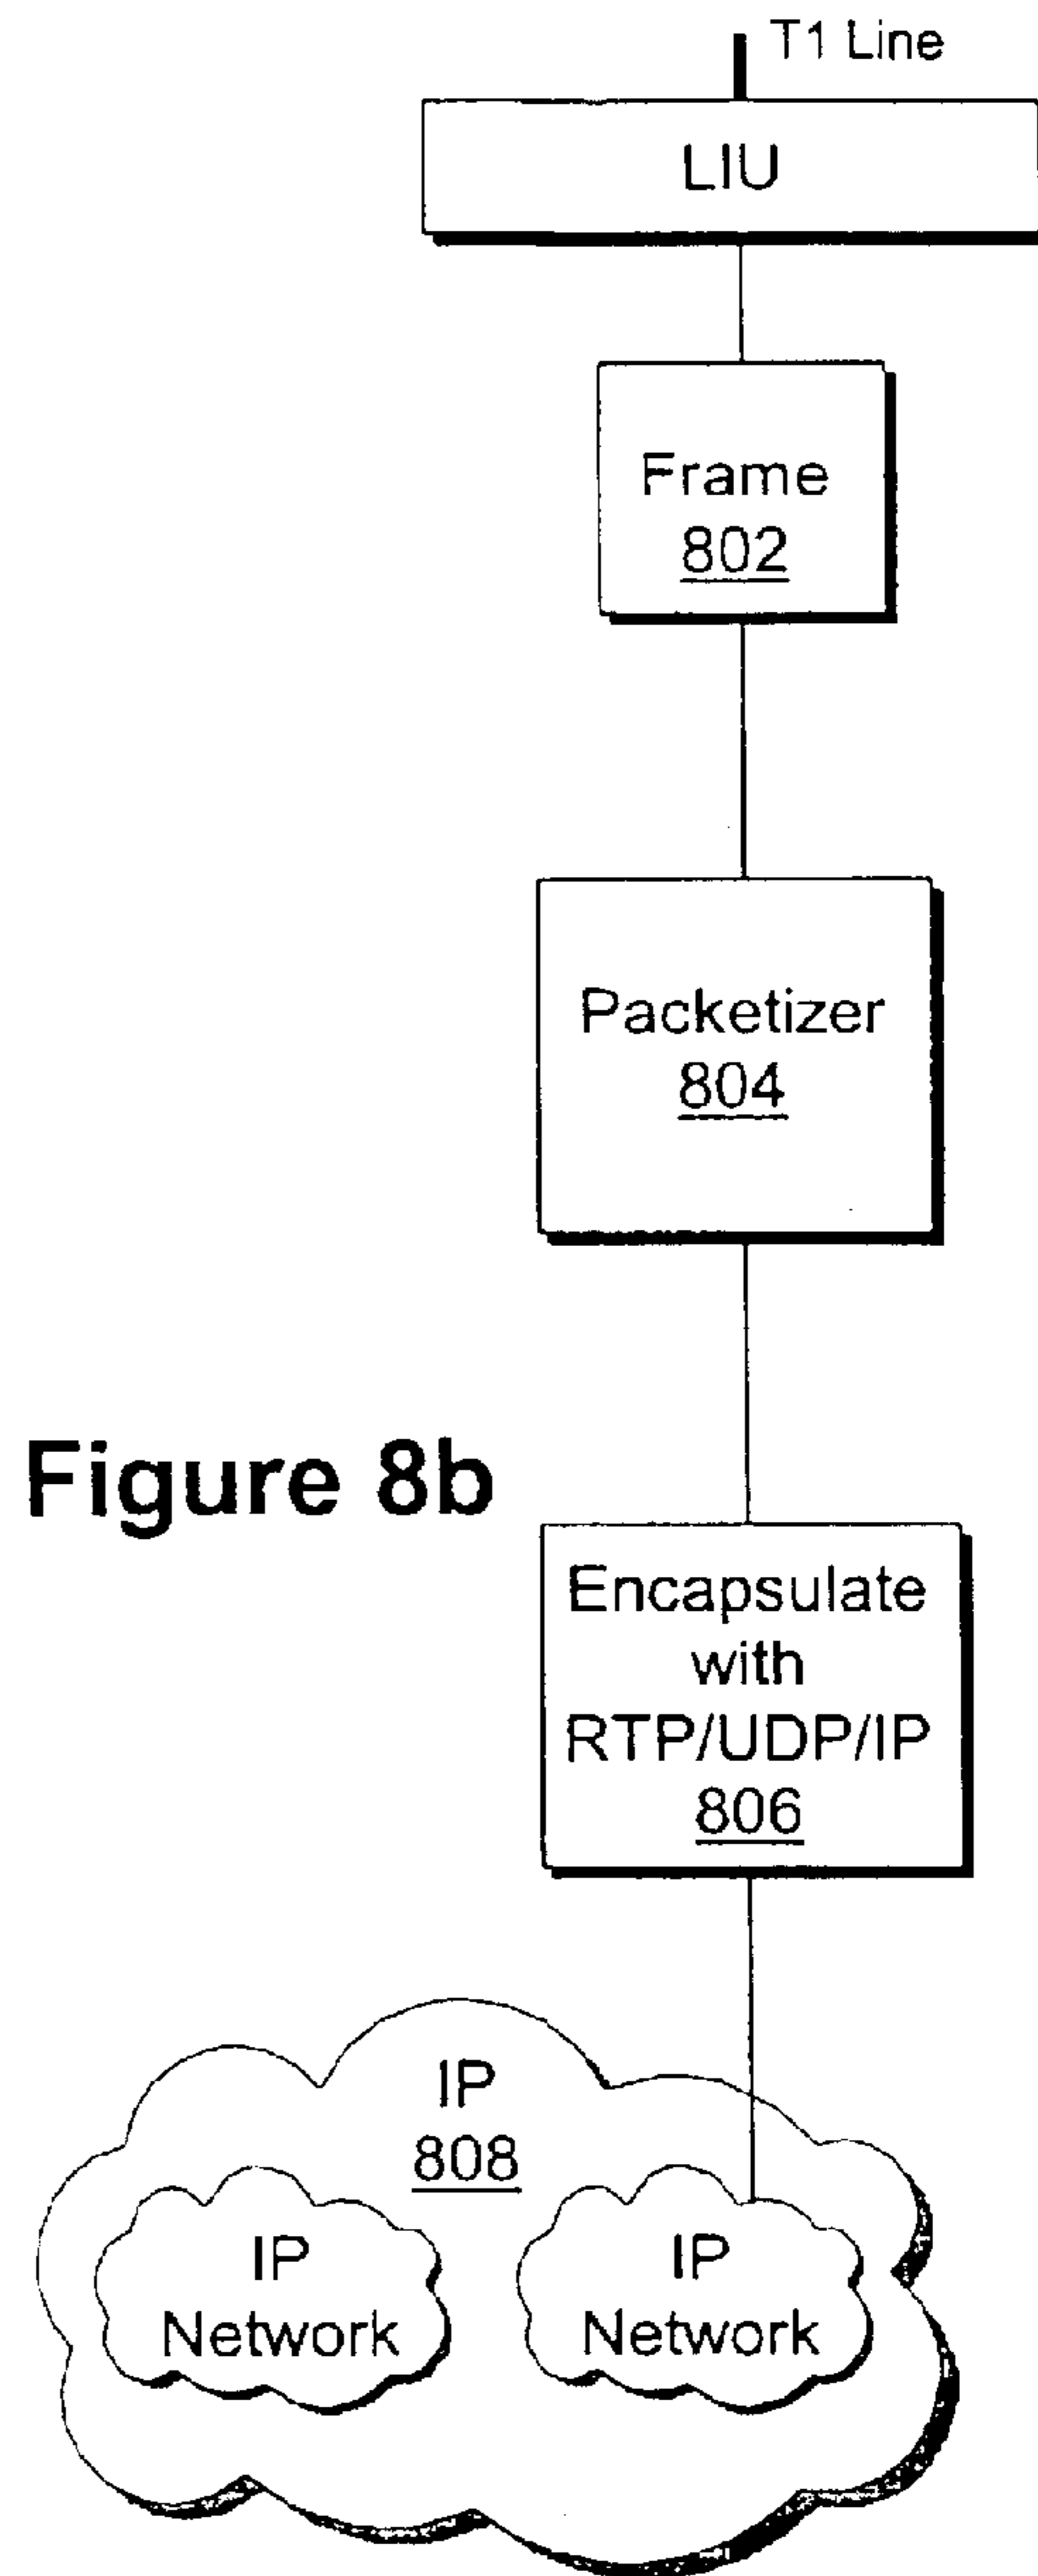 T1 Line
LIU
Frame
802
Packetizer
804
Figure 8b
Encapsulate
with
RTP/UDP/IP
806
IP
808
IP
Network
IP
Network